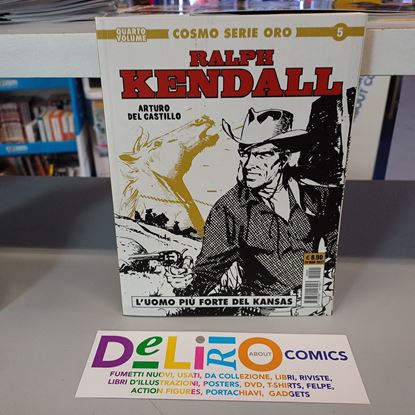 QUARTO
VOLUME
COSMO SERIE ORO
5
RALPH
KENDALL
ARTURO
DEL CASTILLO
€ 8,90
L'UOMO PIÙ FORTE DEL KANSAS
DELIRIO ABOUT COMICS
FUMETTI NUOVI, USATI, DA COLLEZIONE, LIBRI, RIVISTE,
LIBRI D'ILLUSTRAZIONI, POSTERS, DVD, T-SHIRTS, FELPE,
ACTION FIGURES, PORTACHIAVI, GADGETS